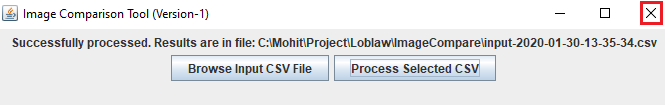 Image Comparison Tool (Version-1)
Successfully processed. Results are in file: C:\Mohit\Project\Loblaw\ImageCompare\input-2020-01-30-13-35-34.csv
Browse Input CSV File
Process Selected CSV